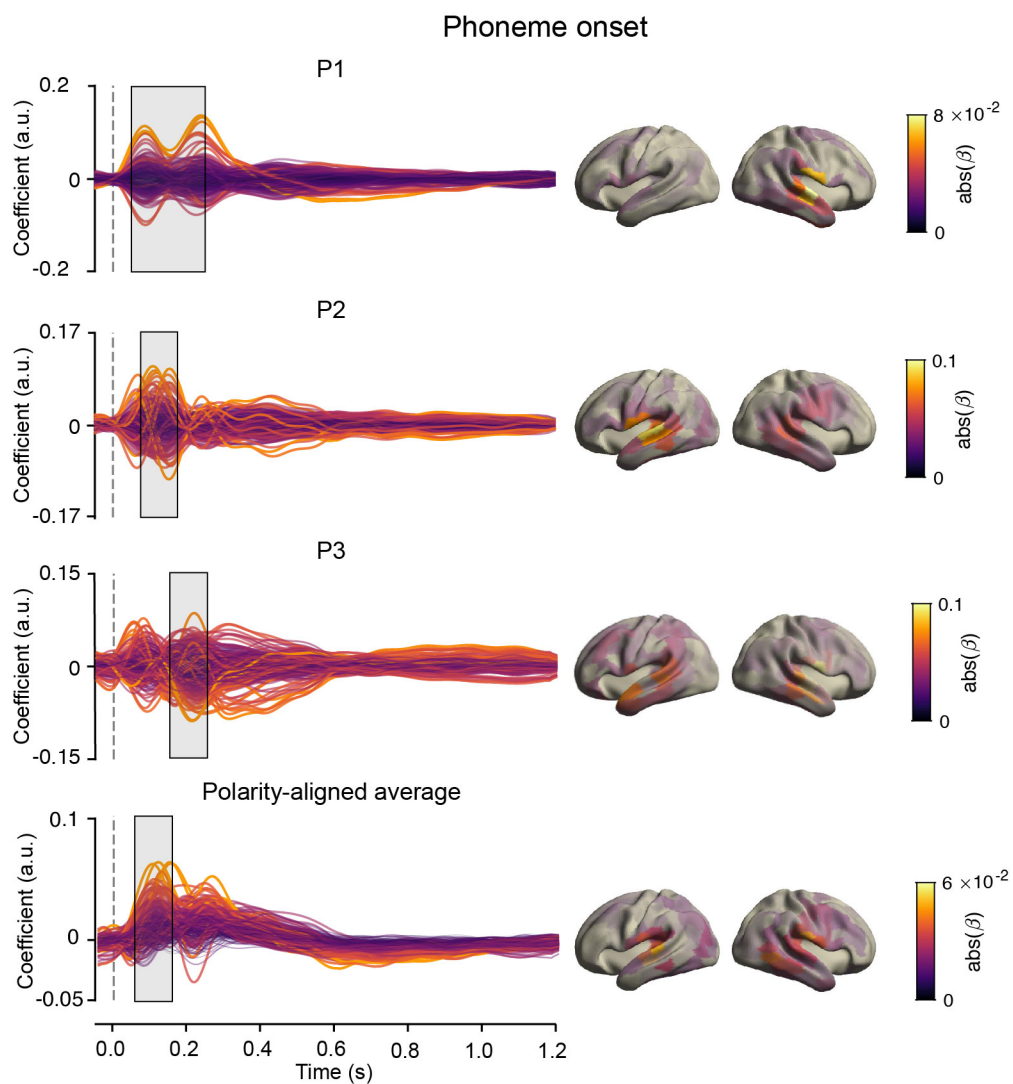 Phoneme onset
P1
Coefficient (a.u.)
0.2
0
-0.2
8 ×10-2
0
abs(β)
P2
Coefficient (a.u.)
0.17
0
-0.17
0.1
0
abs(β)
P3
Coefficient (a.u.)
0.15
0
-0.15
0.1
0
abs(β)
Polarity-aligned average
Coefficient (a.u.)
0.1
0
-0.05
6 ×10-2
0
abs(β)
0.0 0.2 0.4 0.6 0.8 1.0 1.2
Time (s)